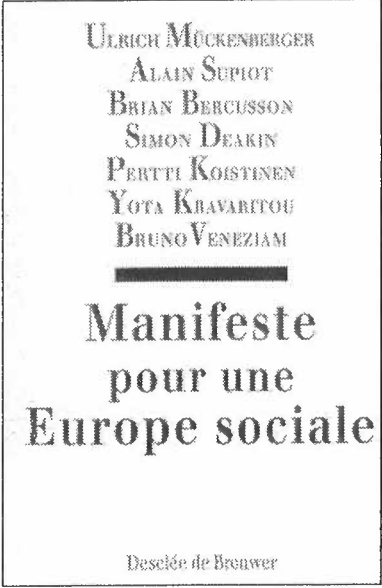 ULRICH MÜCKENBERGER
ALAIN SUPIOT
BRIAN BERCUSSON
SIMON DEAKIN
PERTTI KOISTINEN
YOTA KRAVARITOU
BRUNO VENEZIAM
Manifeste
pour une
Europe sociale
Desclée de Brouwer